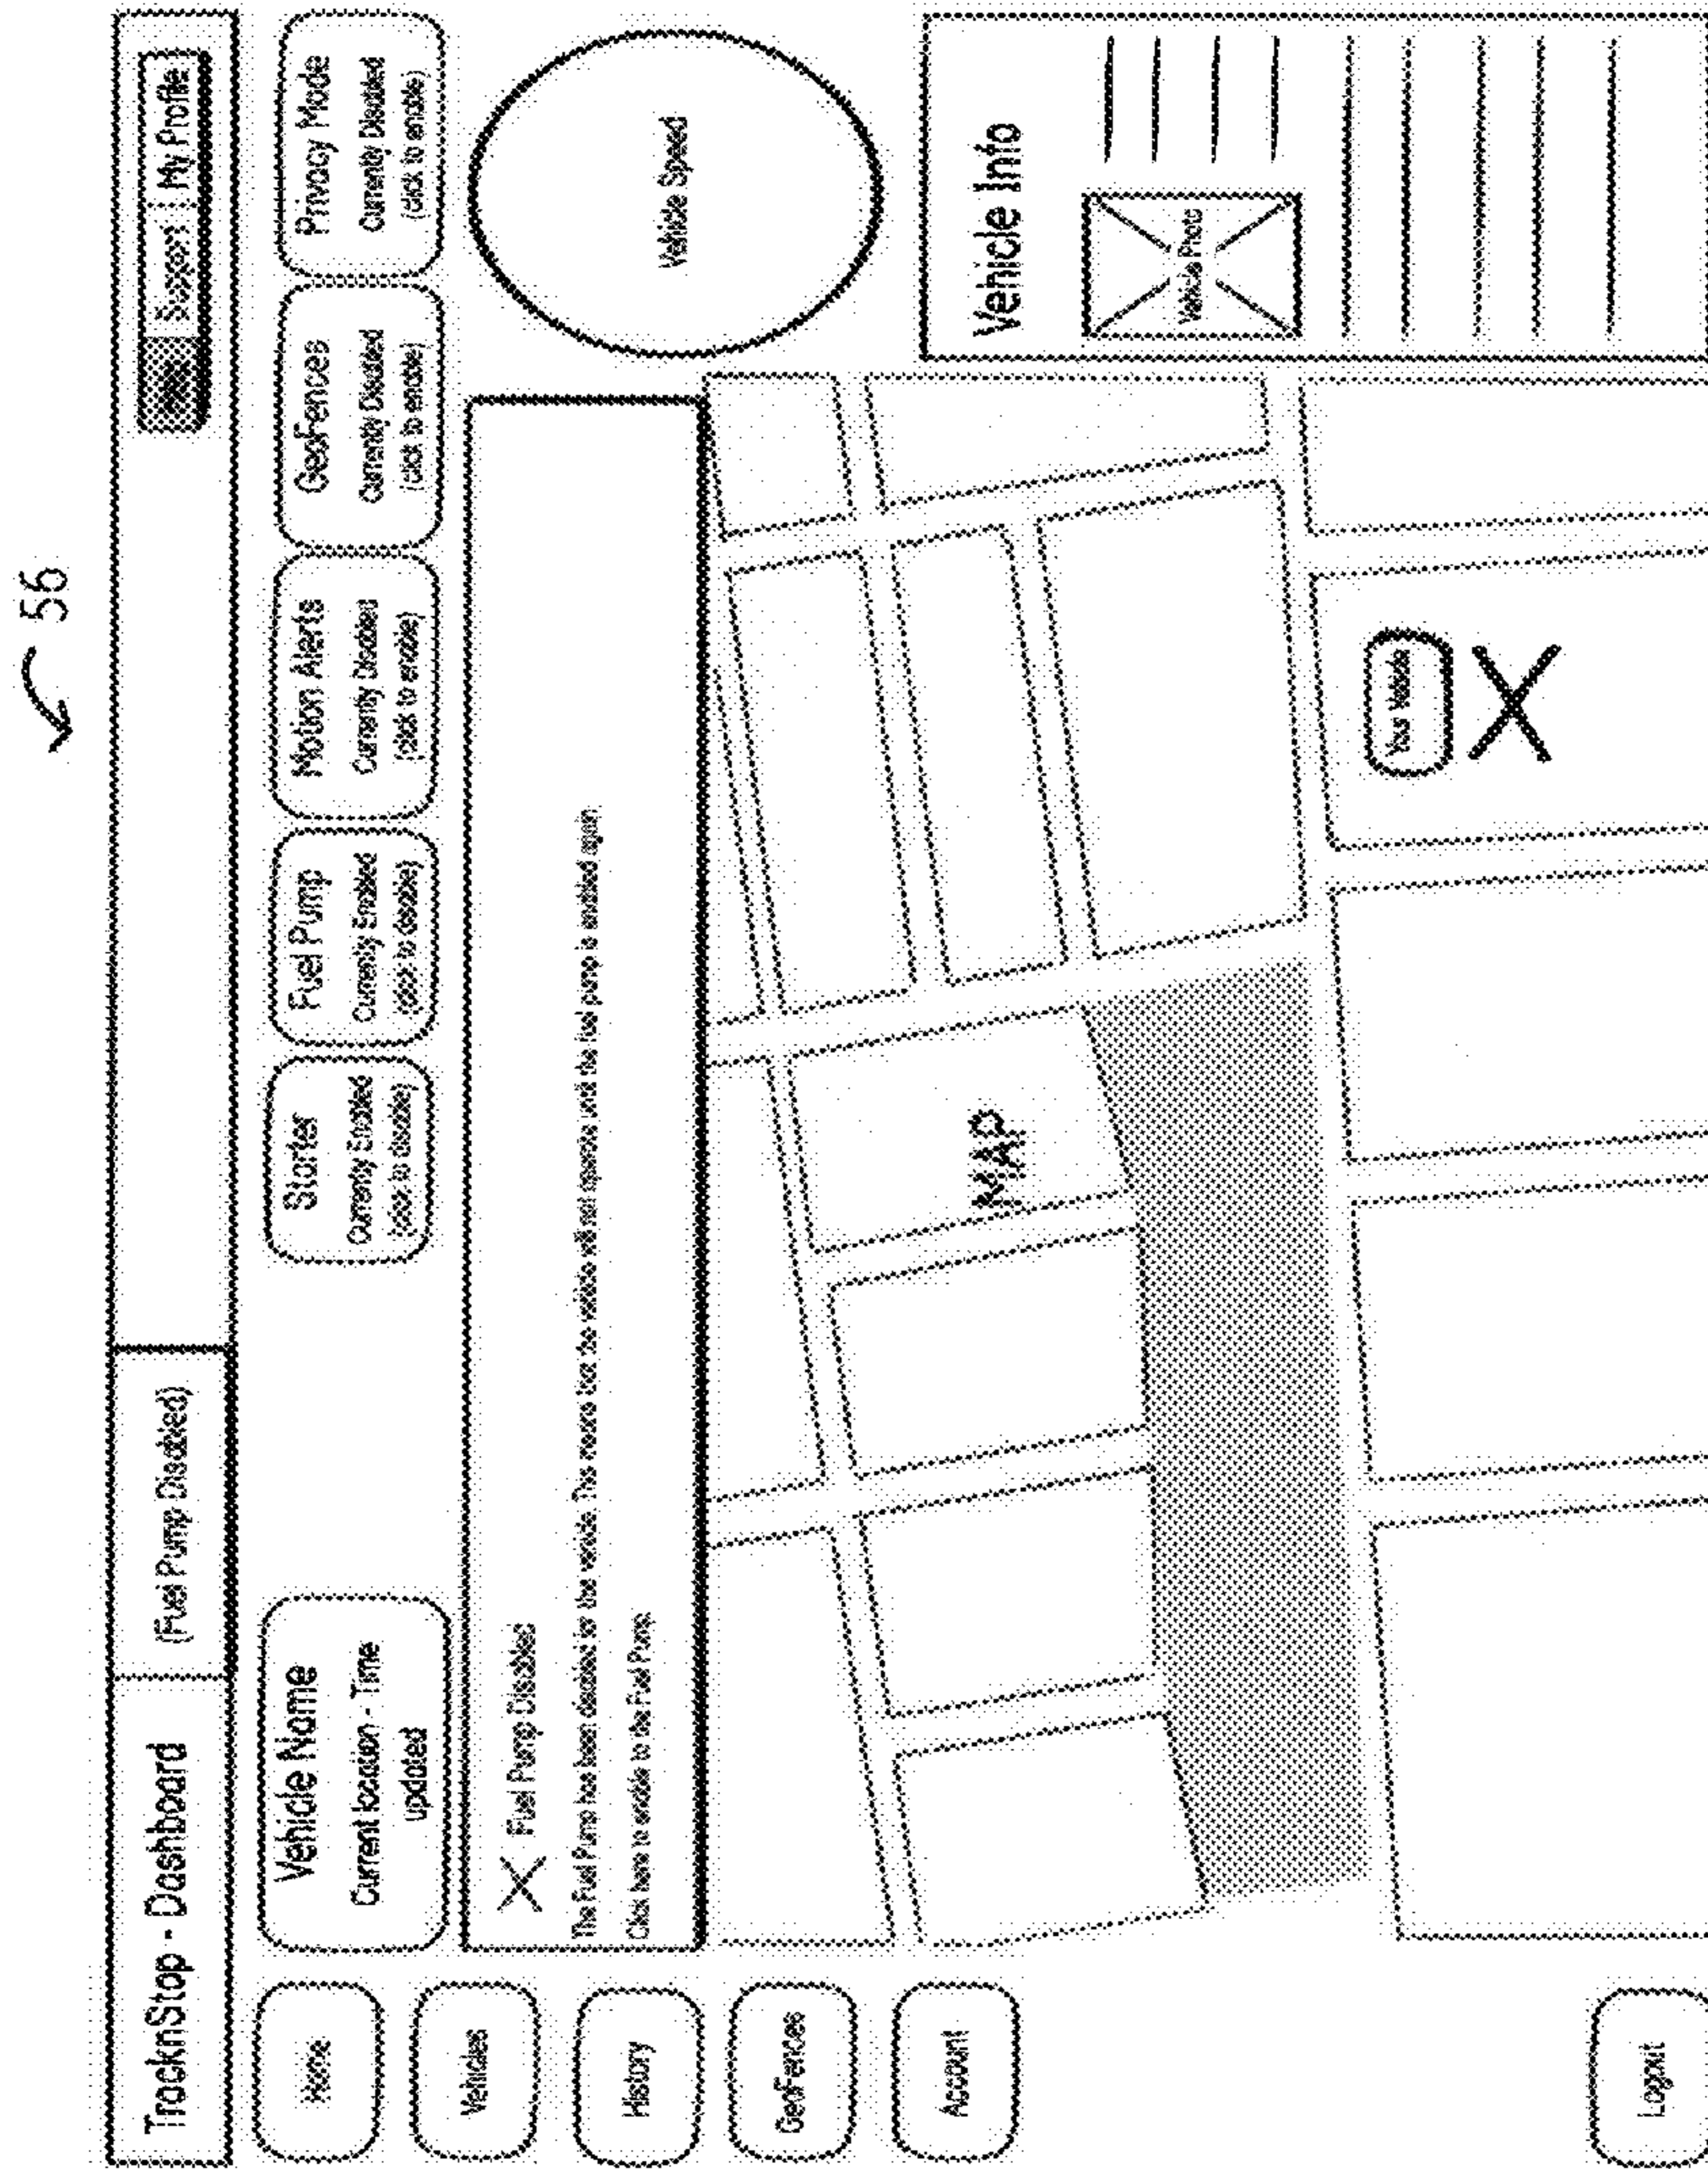 56
TracknStop - Dashboard
(Fuel Pump Disabled)
Support | My Profile
Vehicle Name
Current location - Time
updated
Starter
Currently Enabled
(click to disable)
Fuel Pump
Currently Enabled
(click to disable)
Motion Alerts
Currently Disabled
(click to enable)
GeoFences
Currently Disabled
(click to enable)
Privacy Mode
Currently Disabled
(click to enable)
Home
Vehicles
History
GeoFences
Account
Logout
X Fuel Pump Disabled
The Fuel Pump has been disabled for the vehicle. This means that the vehicle will not operate until the fuel pump is enabled again.
Click here to enable to the Fuel Pump.
Vehicle Speed
MAP
Your Vehicle
X
Vehicle Info
Vehicle Photo